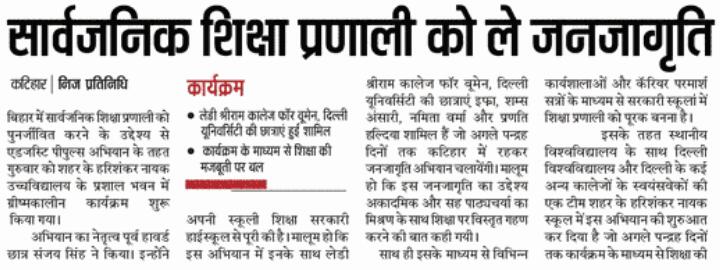 सार्वजनिक शिक्षा प्रणाली को ले जनजागृति
कटिहार | निज प्रतिनिधि
बिहार में सार्वजनिक शिक्षा प्रणाली को
पुनर्जीवित करने के उद्देश्य से
एडजस्टि पीपुल्स अभियान के तहत
गुरुवार को शहर के हरिशंकर नायक
उच्चविद्यालय के प्रशाल भवन में
ग्रीष्मकालीन कार्यक्रम शुरू
किया गया।
अभियान का नेतृत्व पूर्व हावर्ड
छात्र संजय सिंह ने किया। इन्होंने
कार्यक्रम
• लेडी श्रीराम कालेज फॉर वूमेन, दिल्ली
यूनिवर्सिटी की छात्राएं हुईं शामिल
• कार्यक्रम के माध्यम से शिक्षा की
मजबूती पर बल
अपनी स्कूली शिक्षा सरकारी
हाईस्कूल से पूरी की है। मालूम हो कि
इस अभियान में इनके साथ लेडी
श्रीराम कालेज फॉर वूमेन, दिल्ली
यूनिवर्सिटी की छात्राएं इफा, शम्स
अंसारी, नमिता वर्मा और प्रणति
हल्दिया शामिल हैं जो अगले पन्द्रह
दिनों तक कटिहार में रहकर
जनजागृति अभियान चलायेंगी। मालूम
हो कि इस जनजागृति का उद्देश्य
अकादमिक और सह पाठ्यचर्या का
मिश्रण के साथ शिक्षा पर विस्तृत गहण
करने की बात कही गयी।
साथ ही इसके माध्यम से विभिन्न
कार्यशालाओं और कॅरियर परामर्श
सत्रों के माध्यम से सरकारी स्कूलों में
शिक्षा प्रणाली को पूरक बनना है।
इसके तहत स्थानीय
विश्वविद्यालय के साथ दिल्ली
विश्वविद्यालय और दिल्ली के कई
अन्य कालेजों के स्वयंसेवकों की
एक टीम शहर के हरिशंकर नायक
स्कूल में इस अभियान की शुरुआत
कर दिया है जो अगले पन्द्रह दिनों
तक कार्यक्रम के माध्यम से शिक्षा की